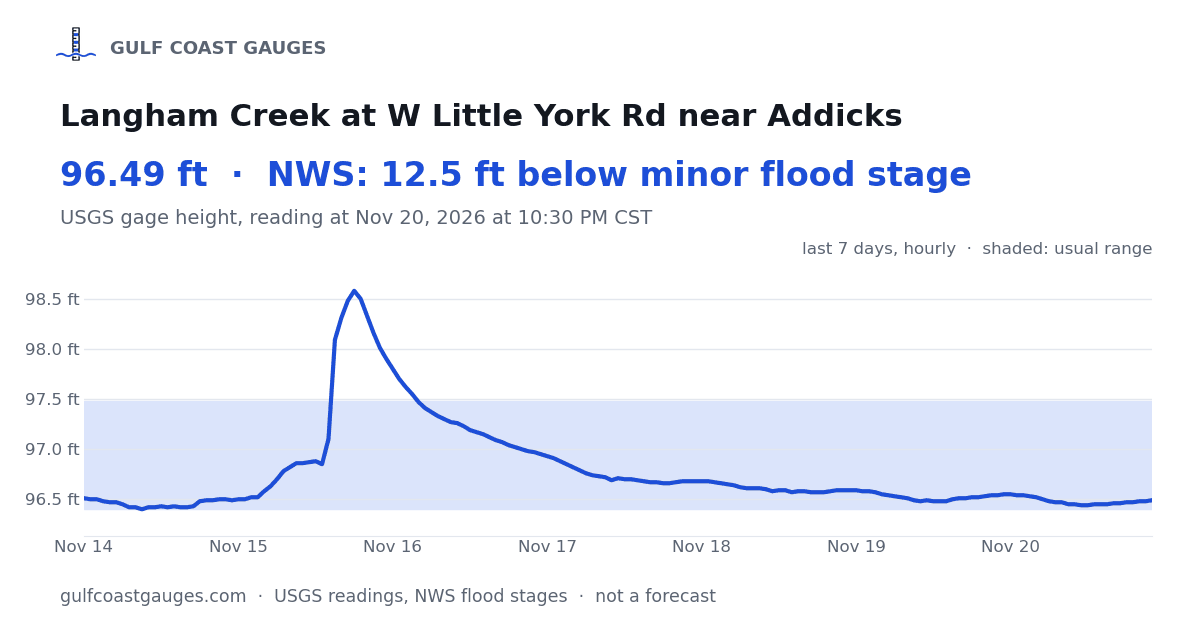 GULF COAST GAUGES
Langham Creek at W Little York Rd near Addicks
96.49 ft · NWS: 12.5 ft below minor flood stage
USGS gage height, reading at Nov 20, 2026 at 10:30 PM CST
last 7 days, hourly · shaded: usual range
98.5 ft
98.0 ft
97.5 ft
97.0 ft
96.5 ft
Nov 14 Nov 15 Nov 16 Nov 17 Nov 18 Nov 19 Nov 20
gulfcoastgauges.com · USGS readings, NWS flood stages · not a forecast